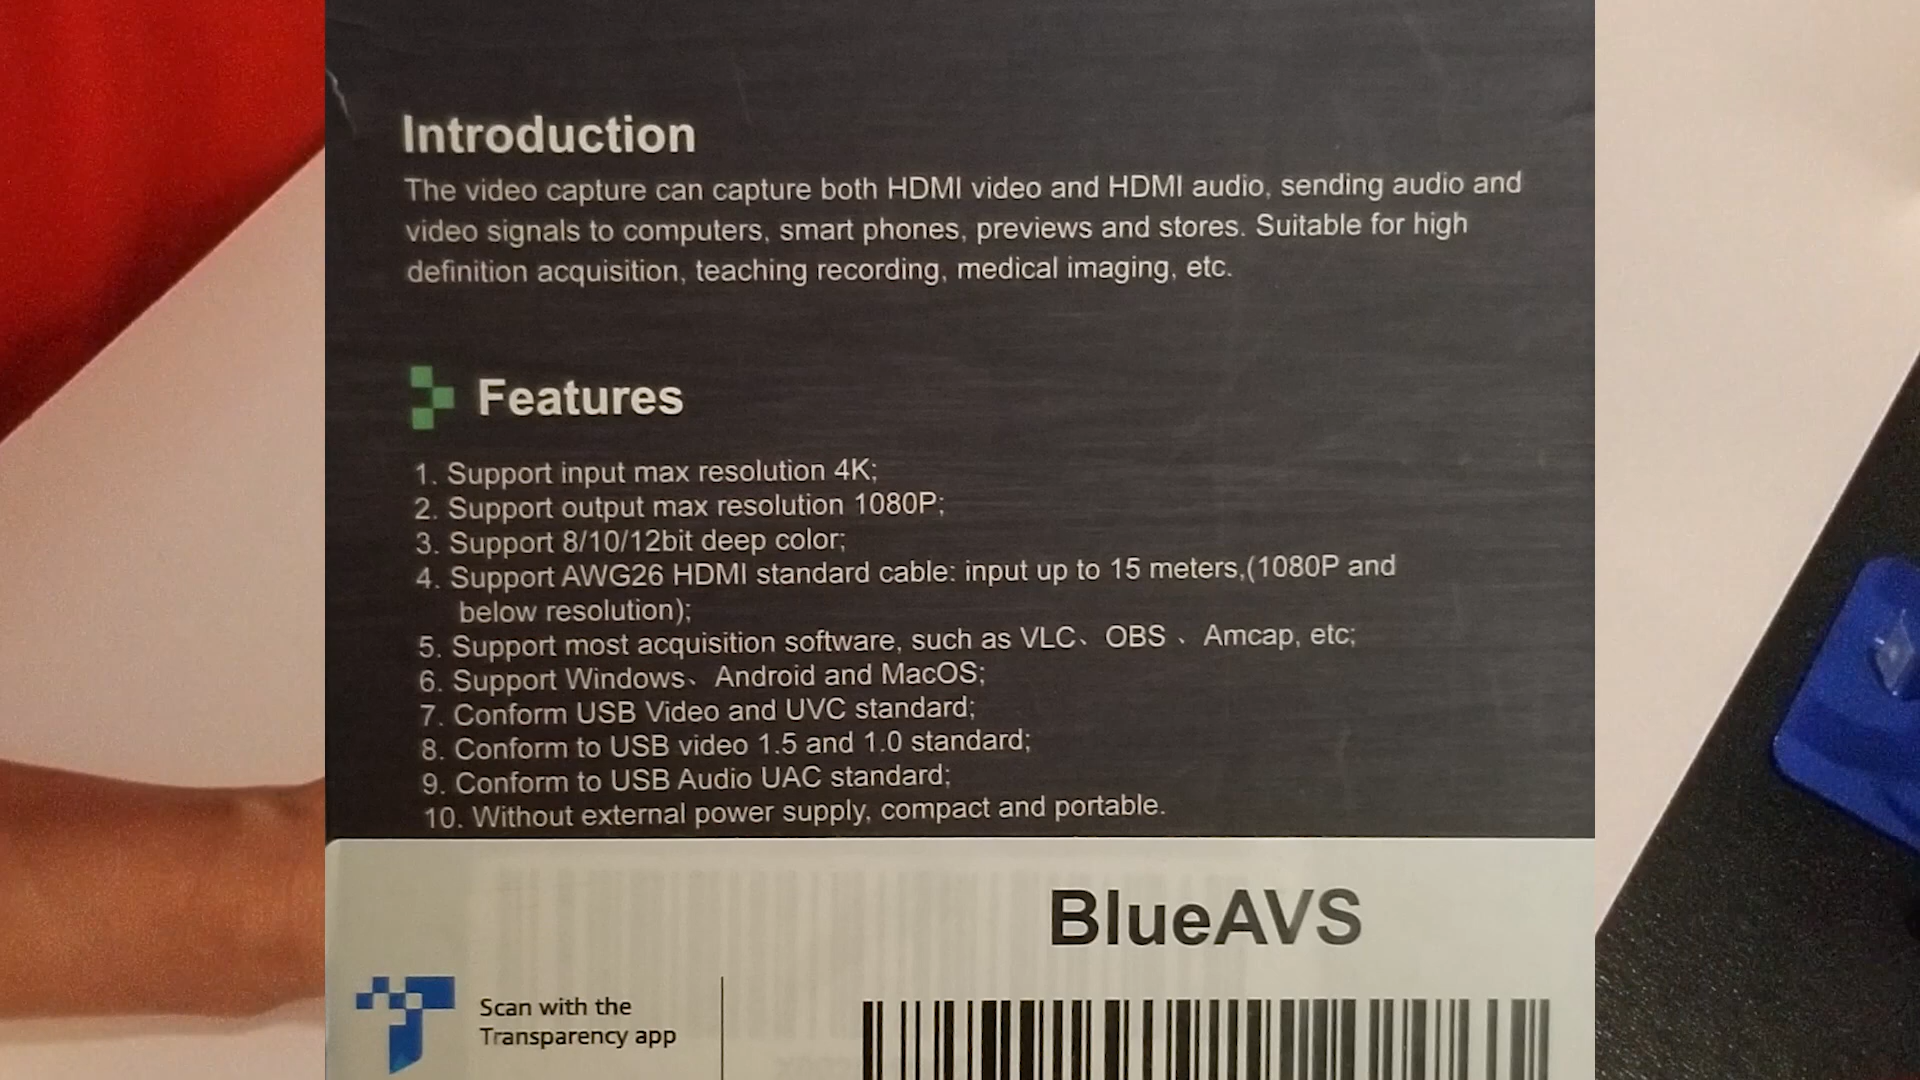 Introduction
The video capture can capture both HDMI video and HDMI audio, sending audio and
video signals to computers, smart phones, previews and stores. Suitable for high
definition acquisition, teaching recording, medical imaging, etc.
Features
1. Support input max resolution 4K;
2. Support output max resolution 1080P;
3. Support 8/10/12bit deep color;
4. Support AWG26 HDMI standard cable: input up to 15 meters,(1080P and
below resolution);
5. Support most acquisition software, such as VLC、OBS 、Amcap, etc;
6. Support Windows、Android and MacOS;
7. Conform USB Video and UVC standard;
8. Conform to USB video 1.5 and 1.0 standard;
9. Conform to USB Audio UAC standard;
10. Without external power supply, compact and portable.
BlueAVS
Scan with the
Transparency app